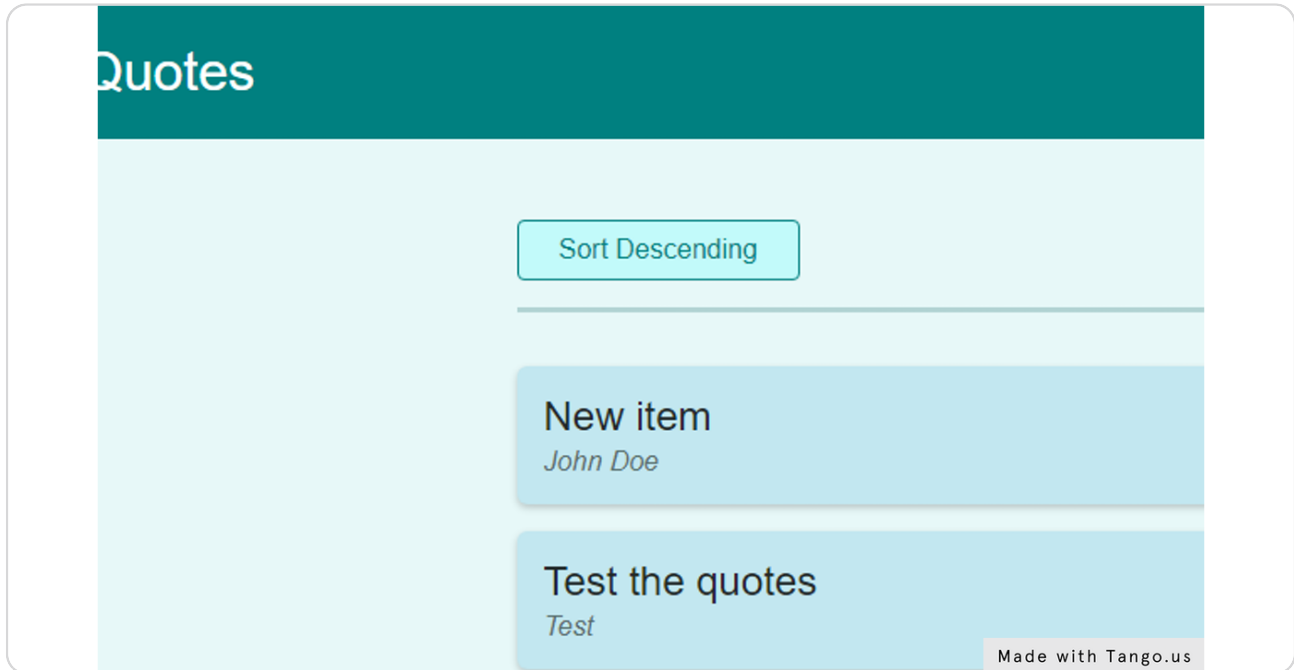 Quotes
Sort Descending
New item
John Doe
Test the quotes
Test
Made with Tango.us